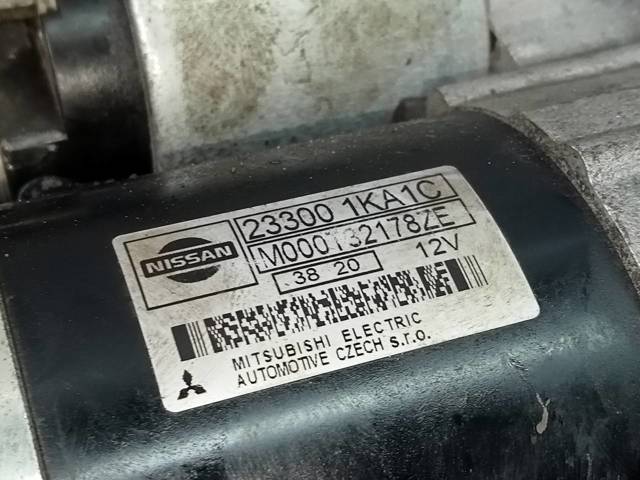 NISSAN
23300 1KA1C
M000T32178ZE
38 20 12V
MITSUBISHI ELECTRIC
AUTOMOTIVE CZECH s.r.o.